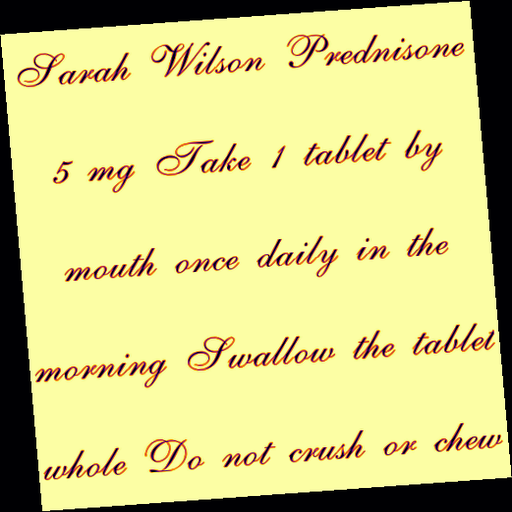 Sarah Wilson Prednisone
5 mg Take 1 tablet by
mouth once daily in the
morning Swallow the tablet
whole Do not crush or chew